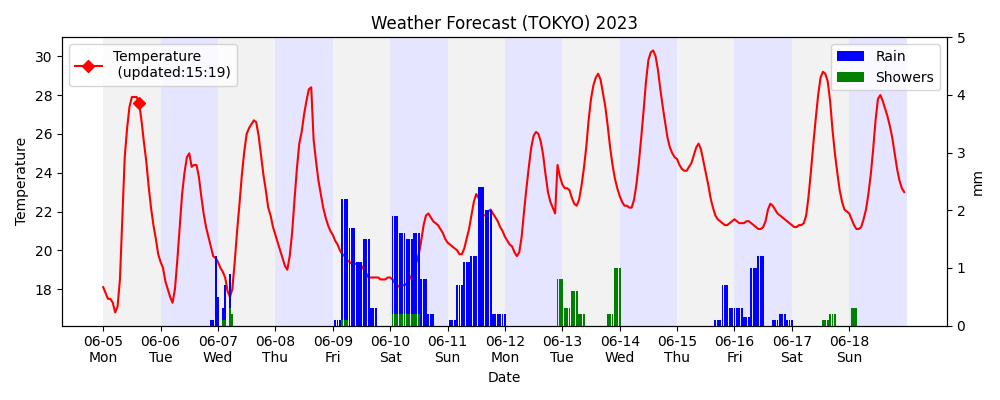 Weather Forecast (TOKYO) 2023
Temperature
(updated:15:19)
Rain
Showers
Temperature
30
28
26
24
22
20
18
5
4
3
2
1
0
mm
06-05 06-06 06-07 06-08 06-09 06-10 06-11 06-12 06-13 06-14 06-15 06-16 06-17 06-18
Mon Tue Wed Thu Fri Sat Sun Mon Tue Wed Thu Fri Sat Sun
Date